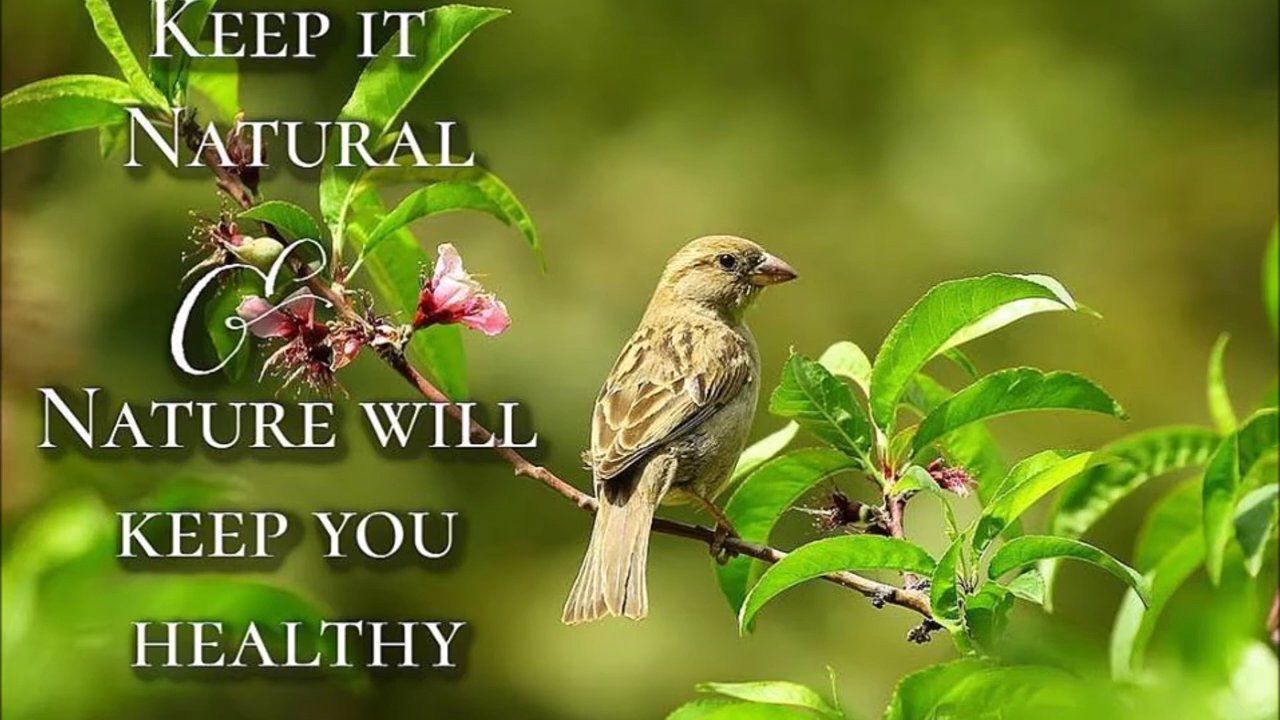 Keep it
Natural
&
Nature will
keep you
healthy